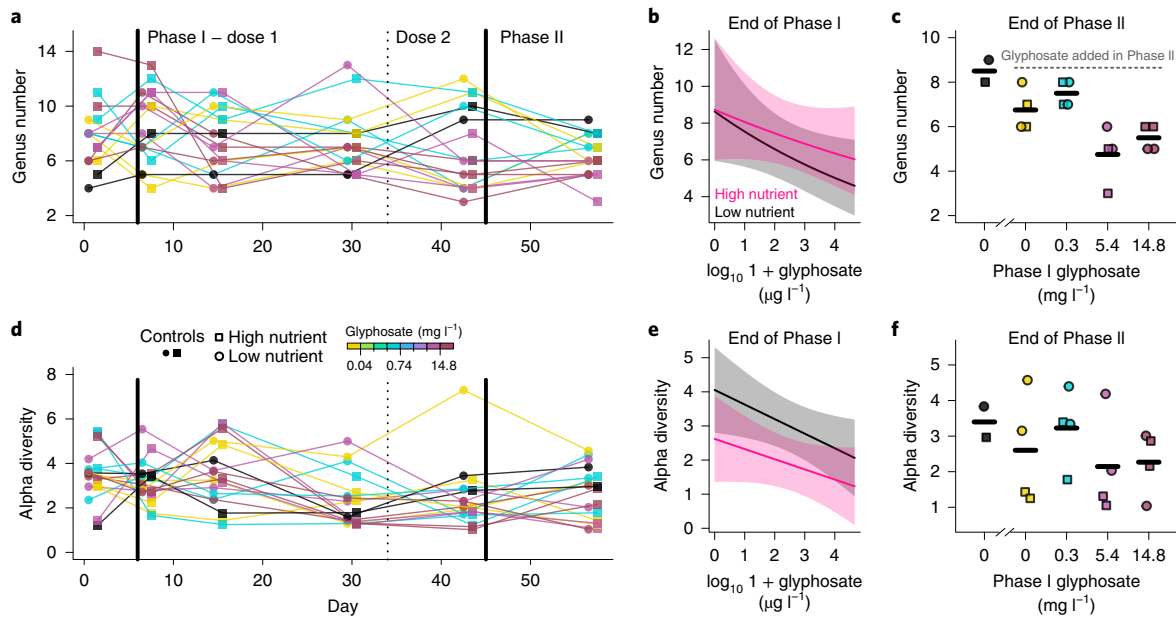 a
Phase I – dose 1
Dose 2
Phase II
Genus number
14
10
6
2
0
10
20
30
40
50
b
End of Phase I
Genus number
12
10
8
6
4
High nutrient
Low nutrient
0 1 2 3 4
log10 1 + glyphosate
(μg l−1)
c
End of Phase II
Glyphosate added in Phase II
Genus number
10
8
6
4
2
0 0 0.3 5.4 14.8
Phase I glyphosate
(mg l−1)
d
Controls
High nutrient
Low nutrient
Glyphosate (mg l−1)
0.04 0.74 14.8
Alpha diversity
8
6
4
2
0
0 10 20 30 40 50
Day
e
End of Phase I
Alpha diversity
5
4
3
2
1
0
0 1 2 3 4
log10 1 + glyphosate
(μg l−1)
f
End of Phase II
Alpha diversity
5
4
3
2
1
0 0 0.3 5.4 14.8
Phase I glyphosate
(mg l−1)